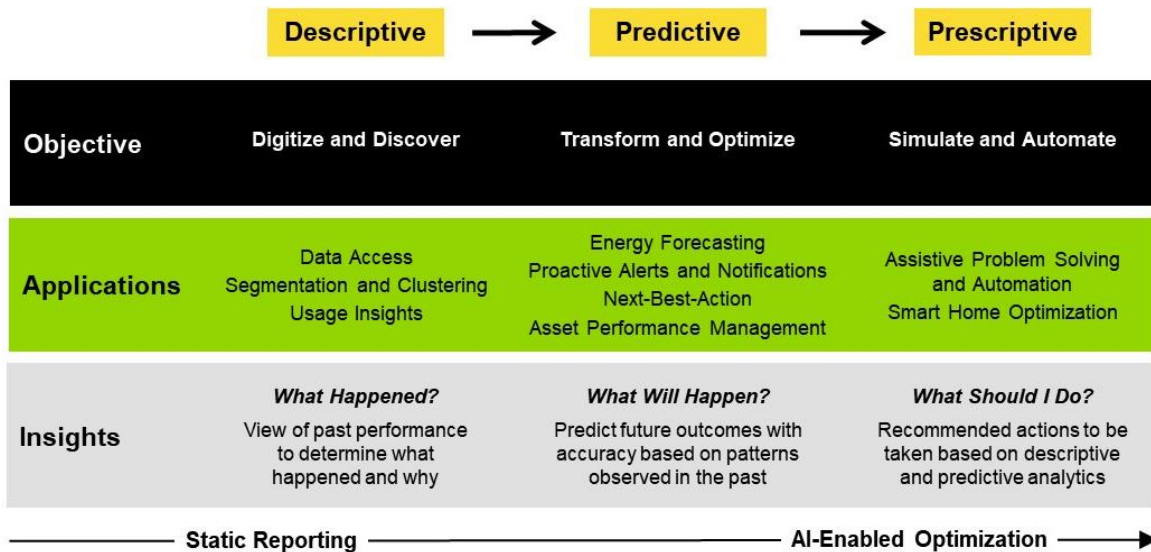 Descriptive
Predictive
Prescriptive
Objective
Digitize and Discover
Transform and Optimize
Simulate and Automate
Applications
Data Access
Segmentation and Clustering
Usage Insights
Energy Forecasting
Proactive Alerts and Notifications
Next-Best-Action
Asset Performance Management
Assistive Problem Solving
and Automation
Smart Home Optimization
Insights
What Happened?
View of past performance
to determine what
happened and why
What Will Happen?
Predict future outcomes with
accuracy based on patterns
observed in the past
What Should I Do?
Recommended actions to be
taken based on descriptive
and predictive analytics
Static Reporting
AI-Enabled Optimization